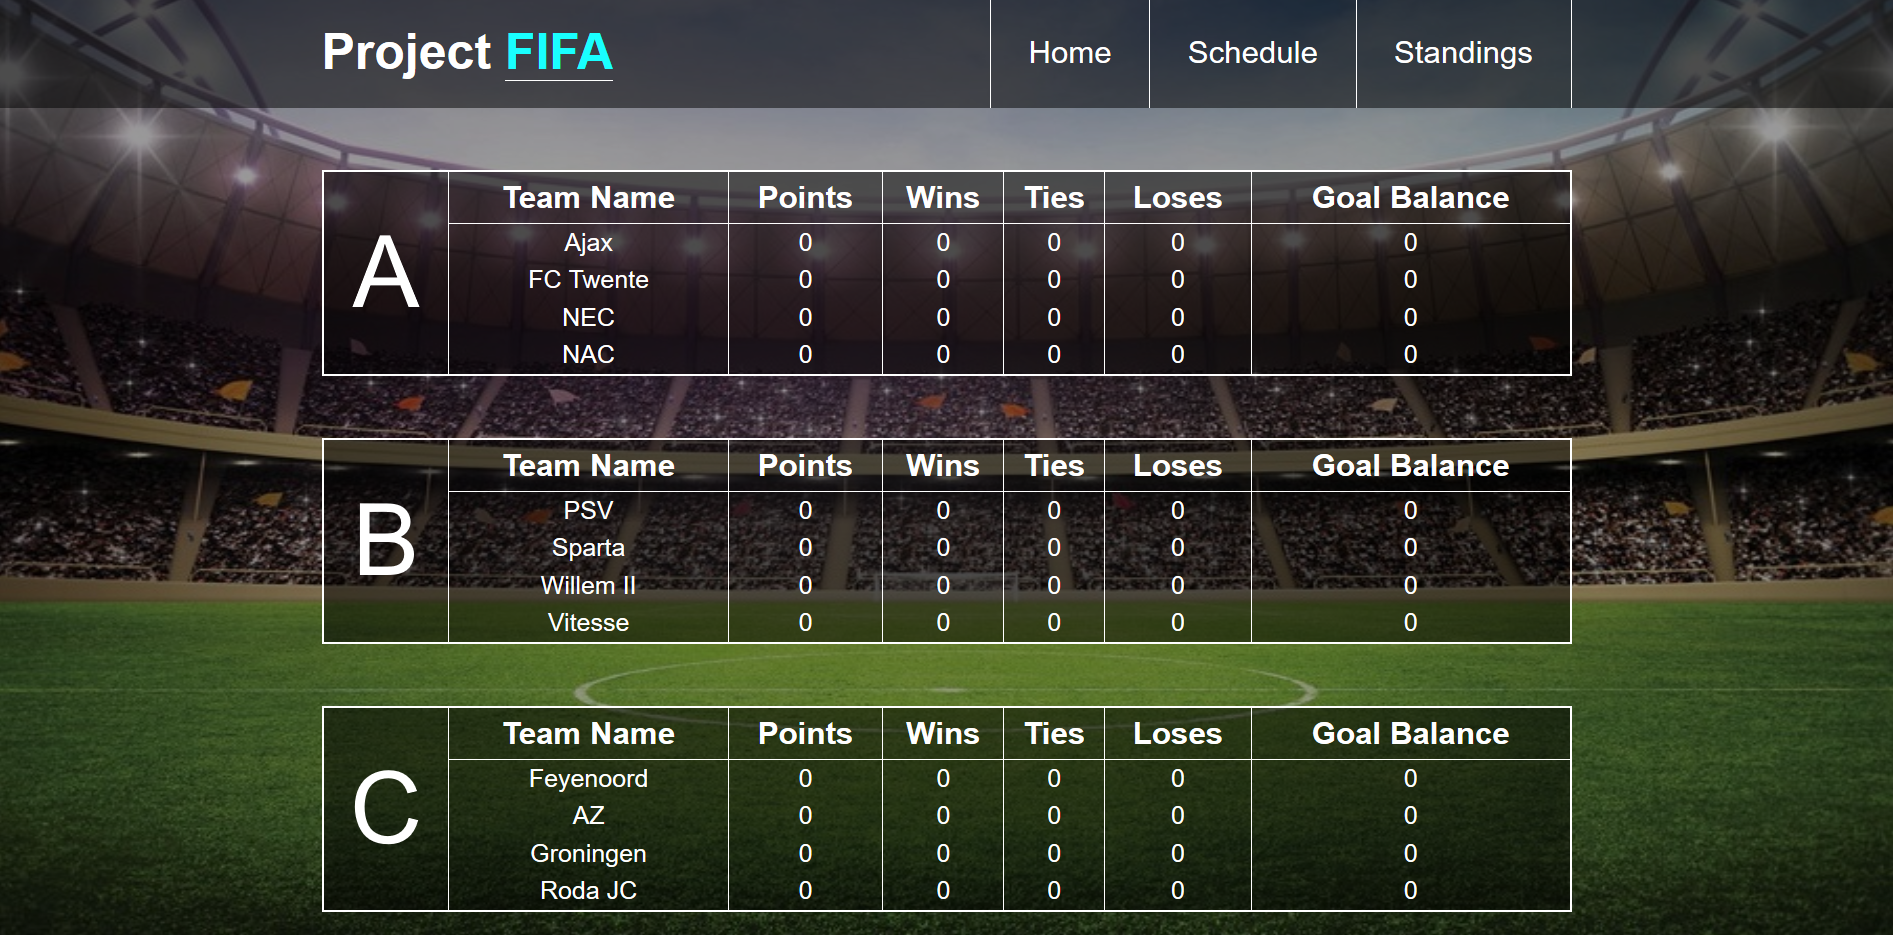 Project FIFA
Home Schedule Standings
A
Team Name Points Wins Ties Loses Goal Balance
Ajax 0 0 0 0 0
FC Twente 0 0 0 0 0
NEC 0 0 0 0 0
NAC 0 0 0 0 0
B
Team Name Points Wins Ties Loses Goal Balance
PSV 0 0 0 0 0
Sparta 0 0 0 0 0
Willem II 0 0 0 0 0
Vitesse 0 0 0 0 0
C
Team Name Points Wins Ties Loses Goal Balance
Feyenoord 0 0 0 0 0
AZ 0 0 0 0 0
Groningen 0 0 0 0 0
Roda JC 0 0 0 0 0